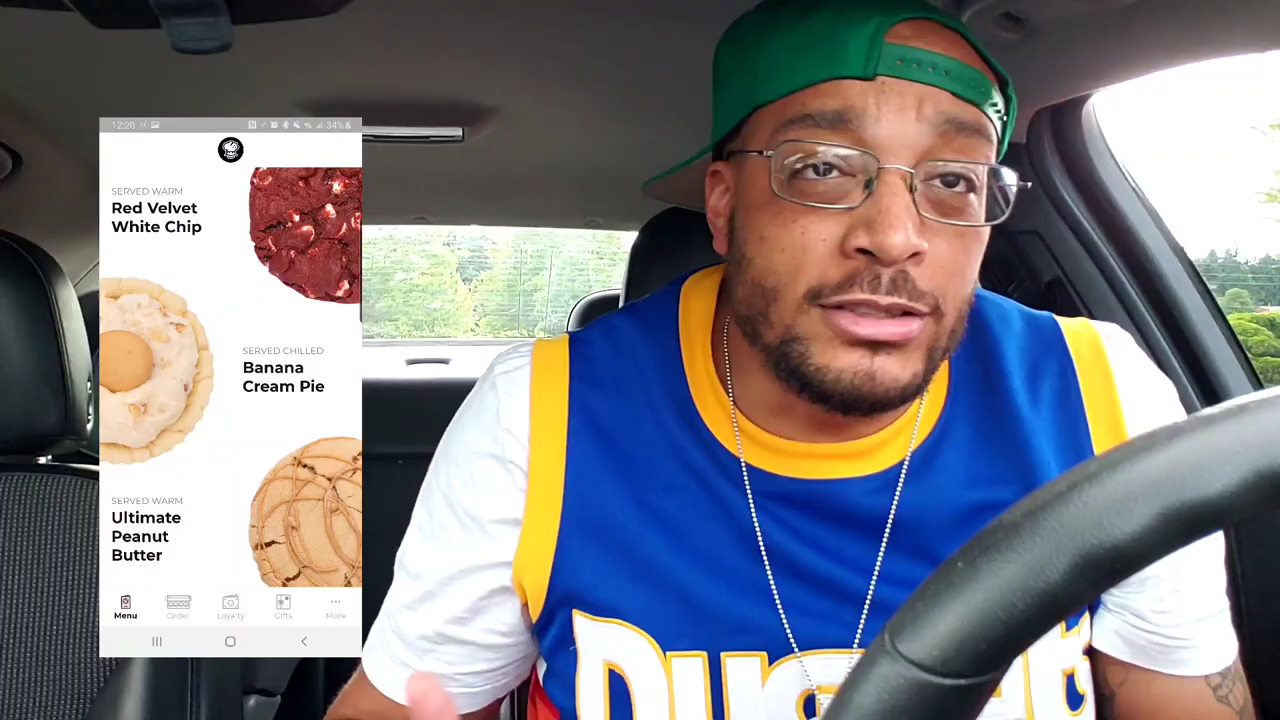 12:20
34%
SERVED WARM
Red Velvet
White Chip
SERVED CHILLED
Banana
Cream Pie
SERVED WARM
Ultimate
Peanut
Butter
Menu
Order
Loyalty
Gifts
More